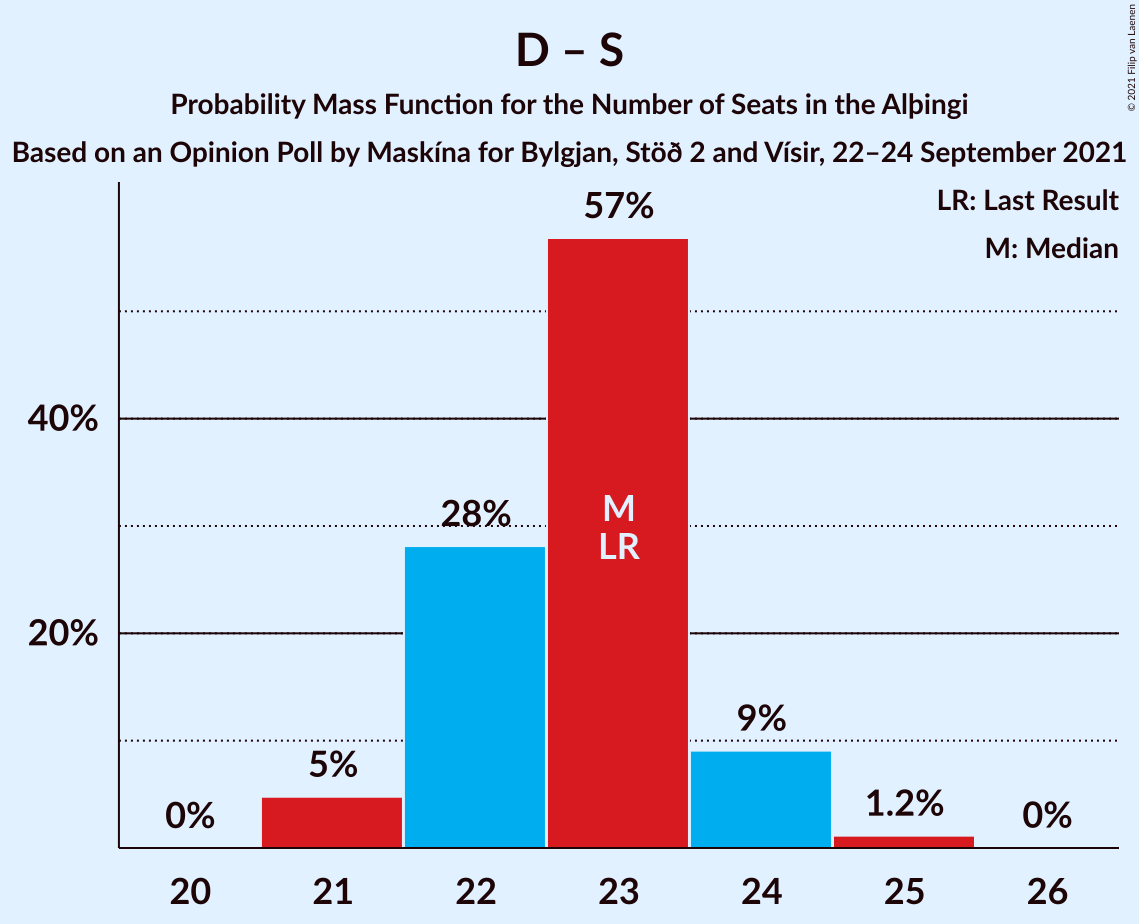 D – S
Probability Mass Function for the Number of Seats in the Alþingi
Based on an Opinion Poll by Maskína for Bylgjan, Stöð 2 and Vísir, 22–24 September 2021
© 2021 Filip van Laenen
LR: Last Result
M: Median
57%
40%
28%
M
LR
20%
9%
5%
1.2%
0%
0%
20 21 22 23 24 25 26